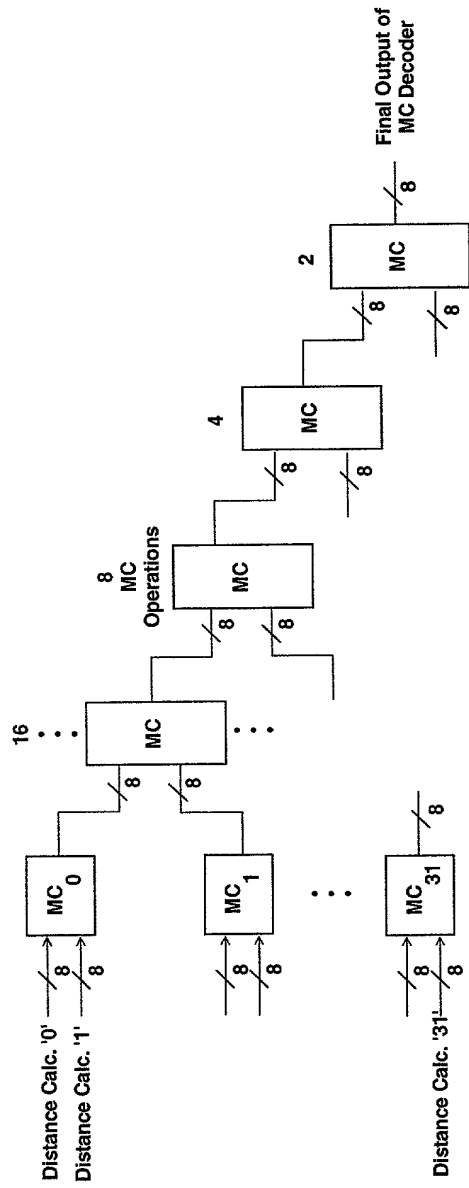 Distance Calc. '0'
Distance Calc. '1'
8
8
MC0
8
16
• • •
MC
• • •
8
8
8
MC1
8
• • •
8
8
Distance Calc. '31'
MC31
8
8
MC
Operations
8
8
MC
4
8
8
MC
2
8
8
MC
8
Final Output of
MC Decoder